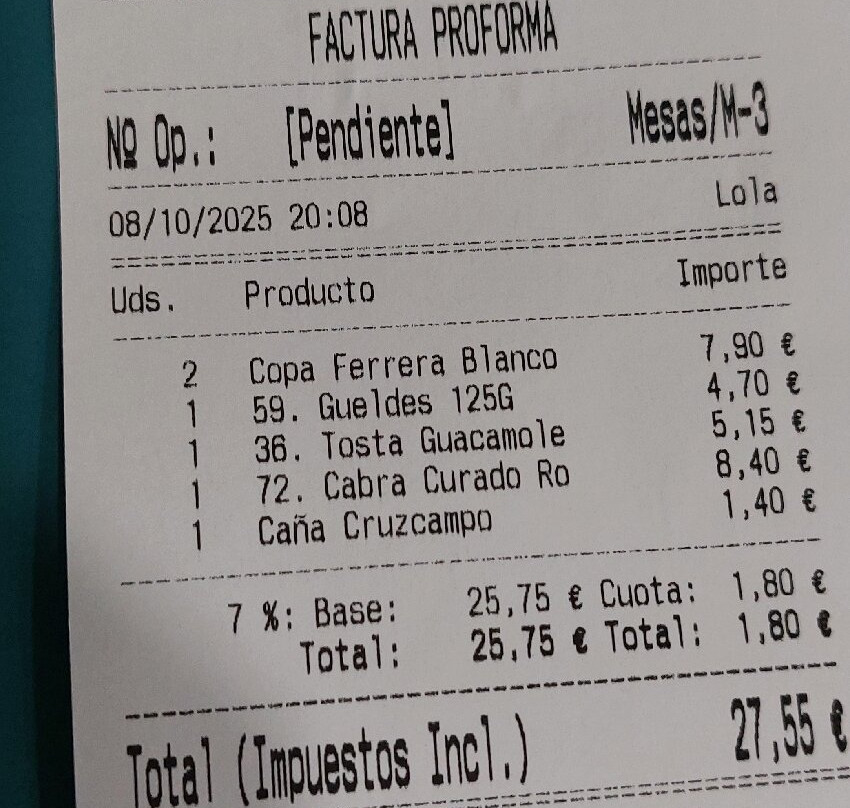 FACTURA PROFORMA
Nº Op.: [Pendiente] Mesas/M-3
08/10/2025 20:08 Lola
Uds. Producto Importe
2 Copa Ferrera Blanco 7,90 €
1 59. Gueldes 125G 4,70 €
1 36. Tosta Guacamole 5,15 €
1 72. Cabra Curado Ro 8,40 €
1 Caña Cruzcampo 1,40 €
7 %: Base: 25,75 € Cuota: 1,80 €
Total: 25,75 € Total: 1,80 €
Total (Impuestos Incl.) 27,55 €